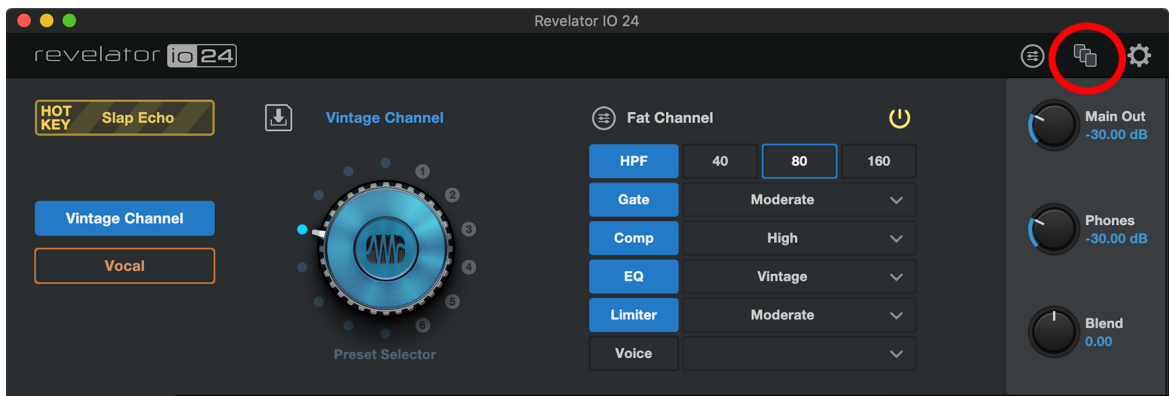 Revelator IO 24
revelator io 24
HOT KEY Slap Echo
Vintage Channel
Vocal
Vintage Channel
1
2
3
4
5
6
Preset Selector
Fat Channel
HPF 40 80 160
Gate Moderate
Comp High
EQ Vintage
Limiter Moderate
Voice
Main Out
-30.00 dB
Phones
-30.00 dB
Blend
0.00